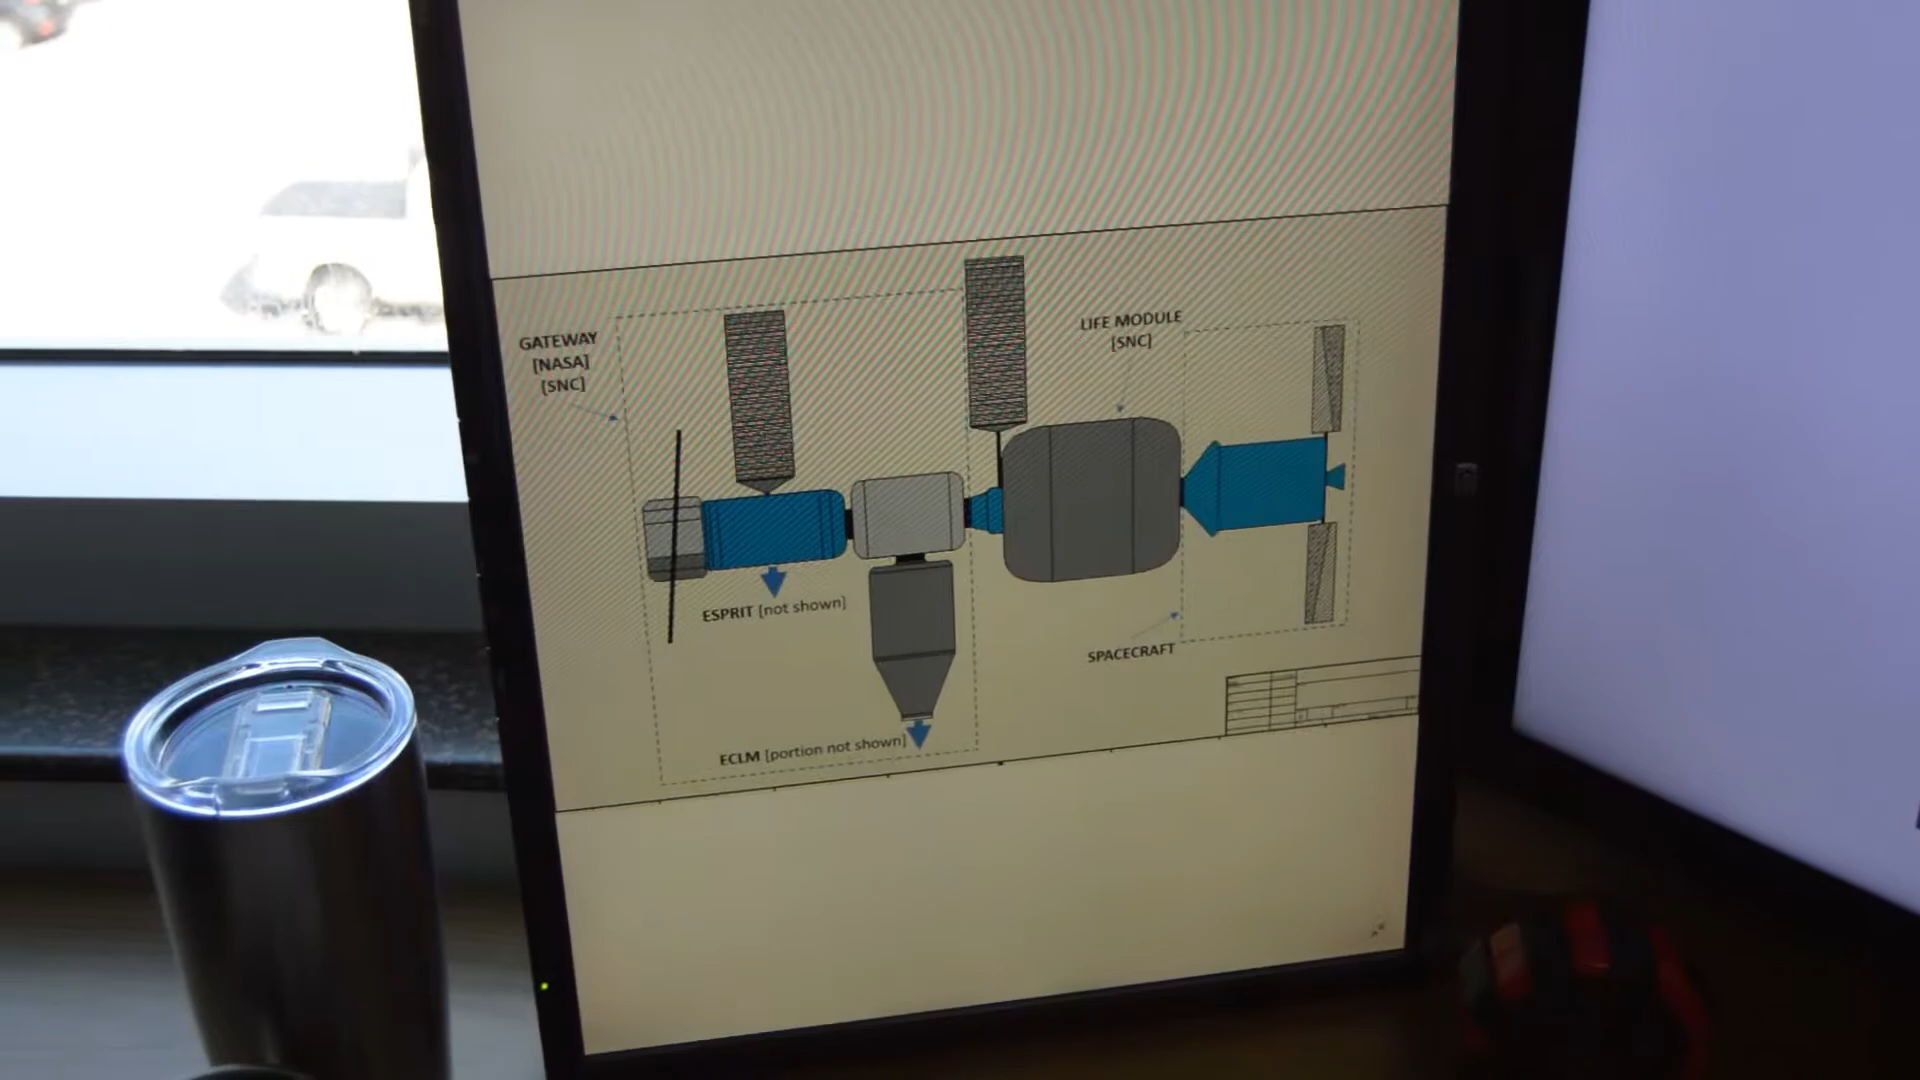 GATEWAY
[NASA]
[SNC]
LIFE MODULE
[SNC]
ESPRIT [not shown]
SPACECRAFT
ECLM [portion not shown]